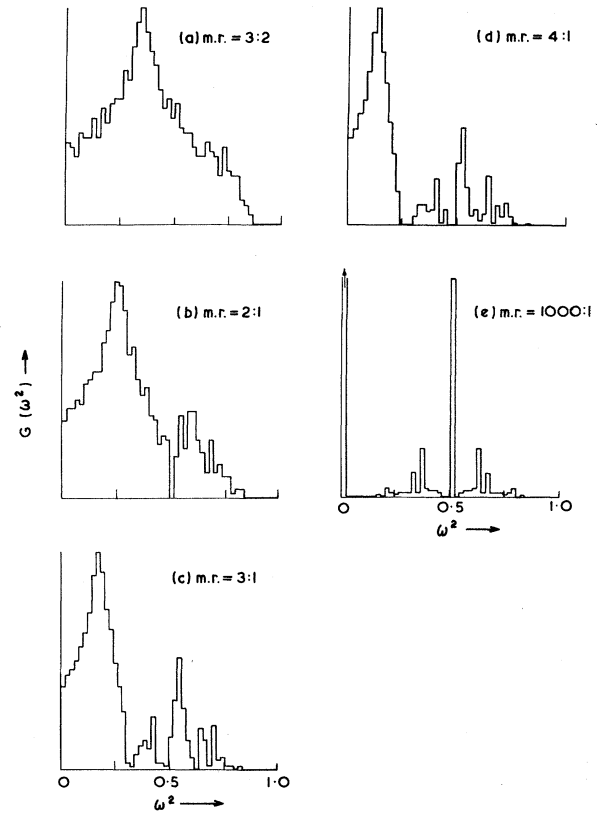 (a) m.r. = 3:2
(d) m.r. = 4:1
(b) m.r. = 2:1
(e) m.r. = 1000:1
G (ω²) →
0 0·5 1·0
ω² →
(c) m.r. = 3:1
0 0·5 1·0
ω² →